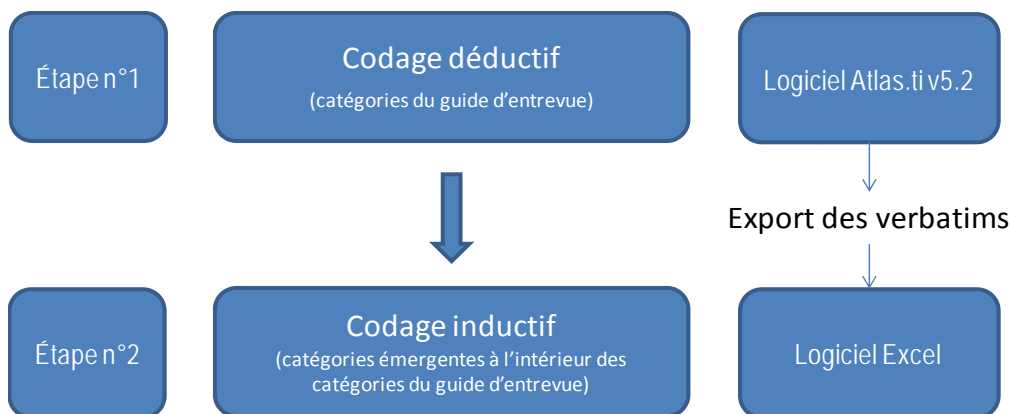 Étape n°1
Codage déductif
(catégories du guide d'entrevue)
Logiciel Atlas.ti v5.2
Export des verbatims
Étape n°2
Codage inductif
(catégories émergentes à l'intérieur des
catégories du guide d'entrevue)
Logiciel Excel